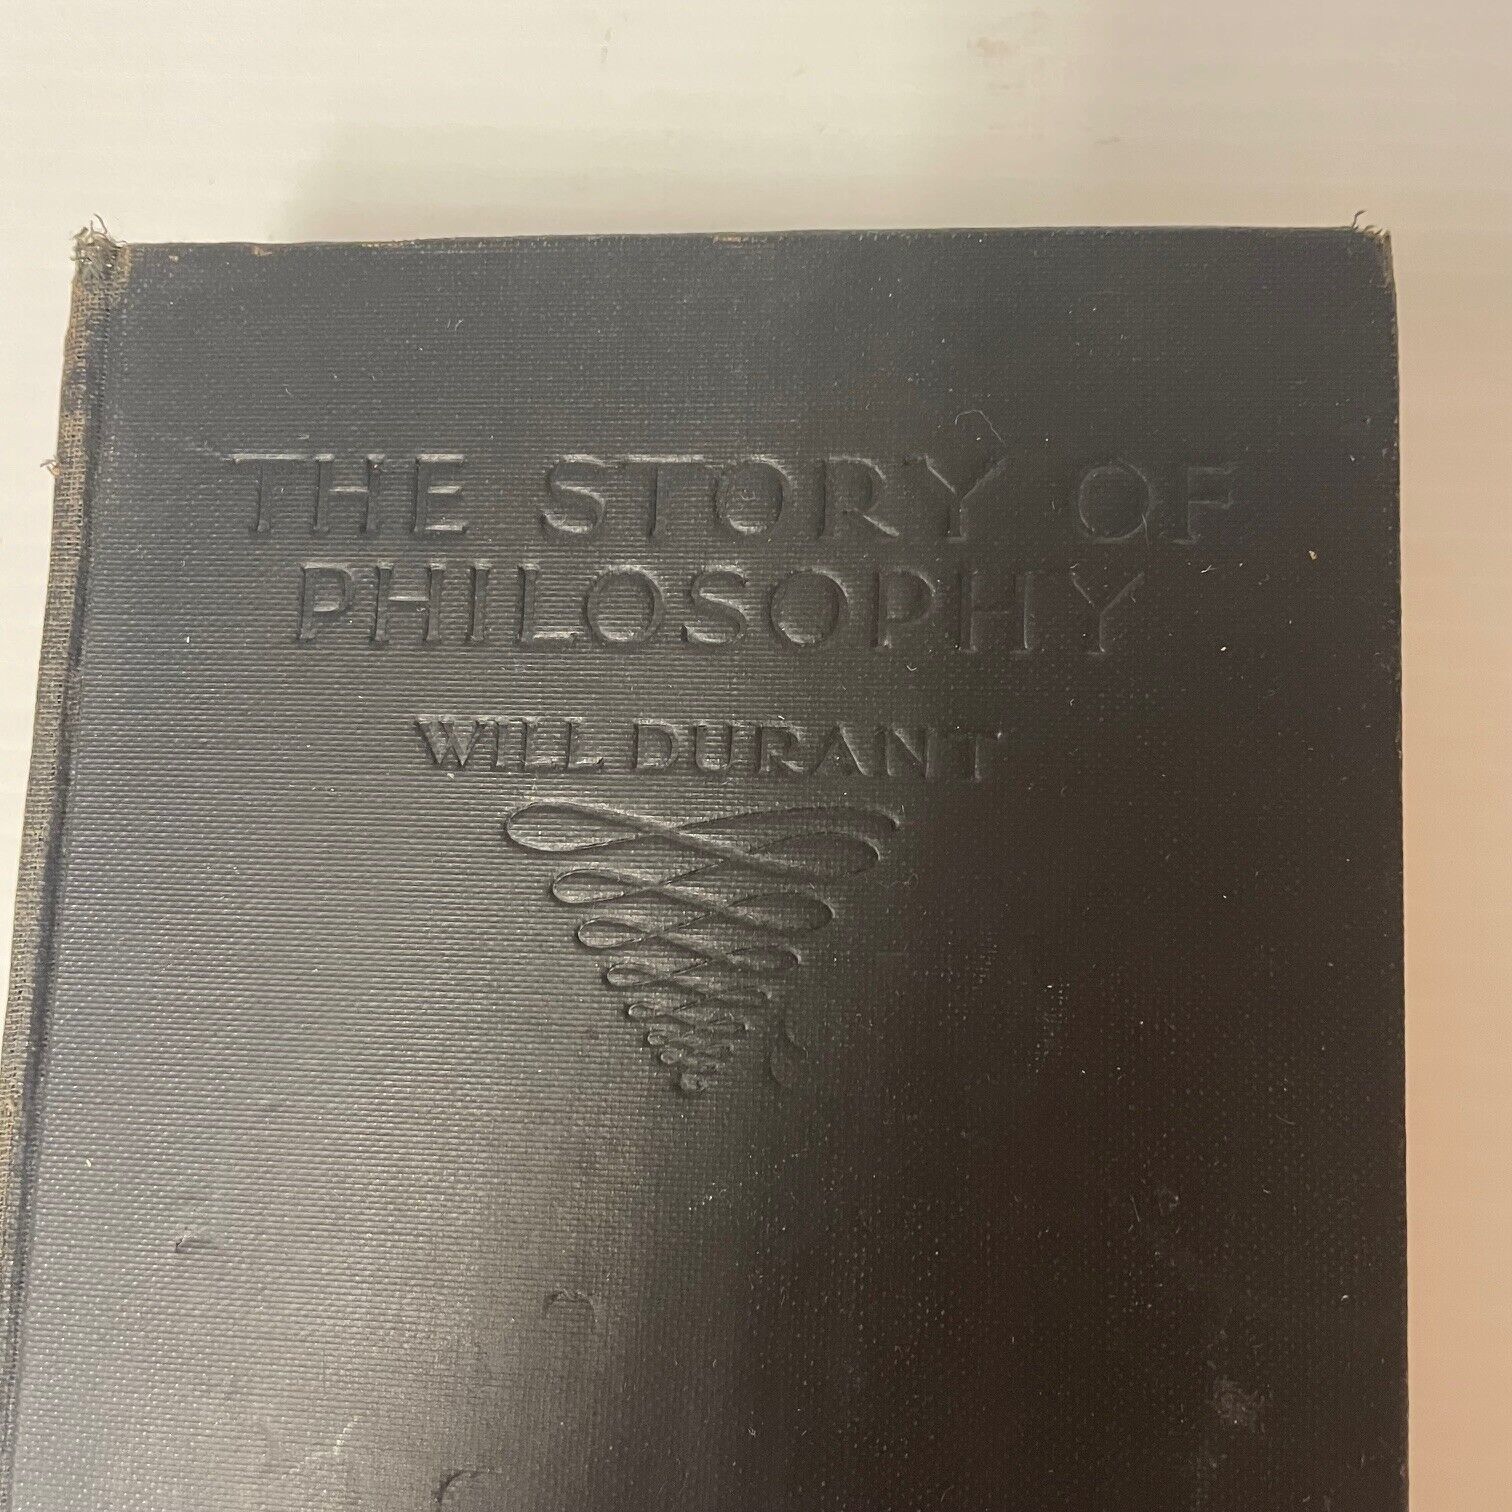 THE STORY OF
PHILOSOPHY
WILL DURANT